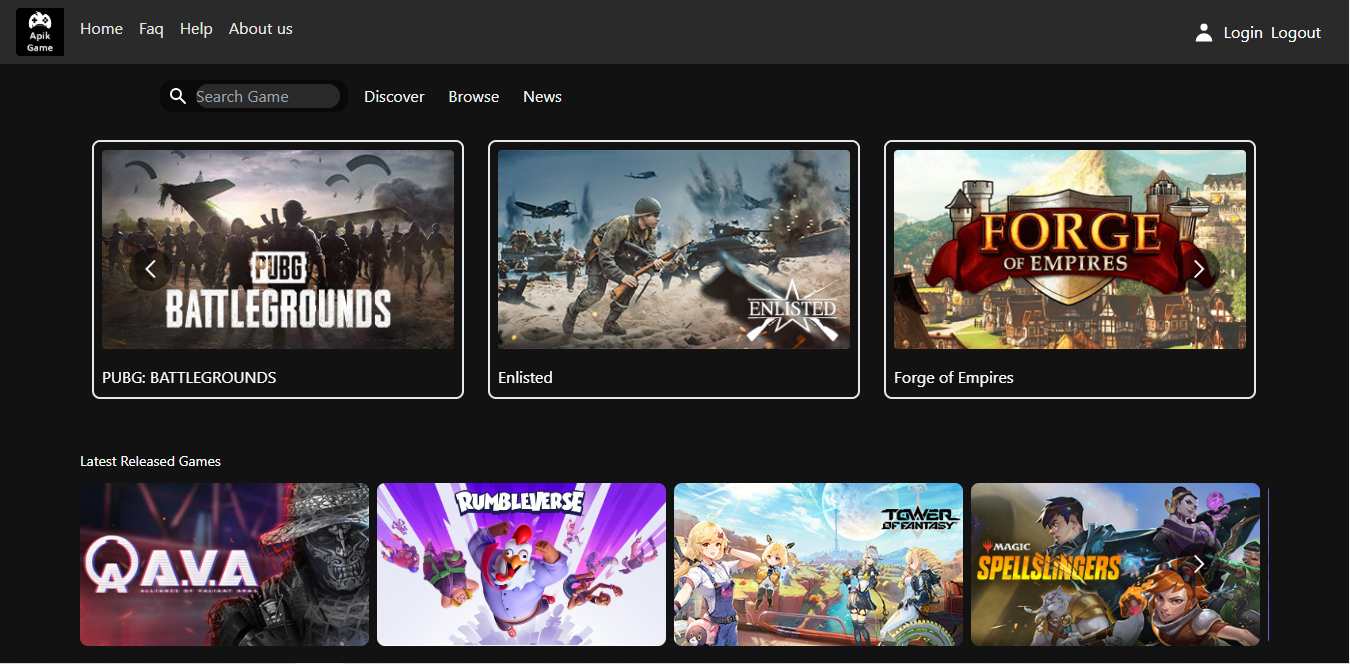 Apik
Game
Home Faq Help About us
Login Logout
Search Game
Discover Browse News
PUBG
BATTLEGROUNDS
ENLISTED
FORGE
OF EMPIRES
PUBG: BATTLEGROUNDS
Enlisted
Forge of Empires
Latest Released Games
A.V.A
ALLIANCE OF VALIANT ARMS
RUMBLEVERSE
TOWER
OF FANTASY
MAGIC
SPELLSLINGERS